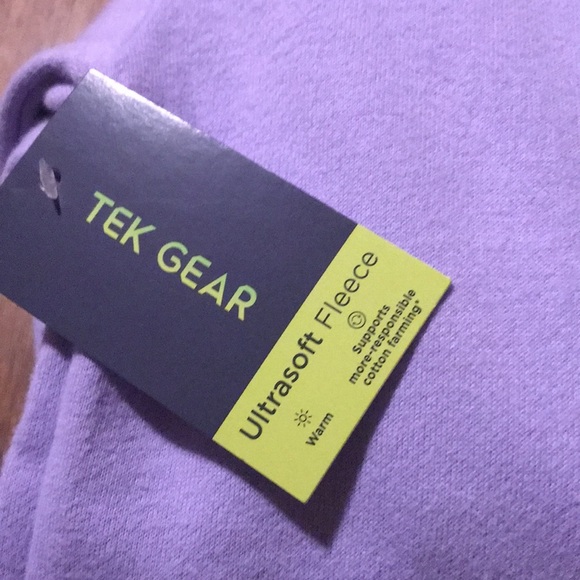 TEK GEAR
Ultrasoft Fleece
Warm
Supports
more-responsible
cotton farming*